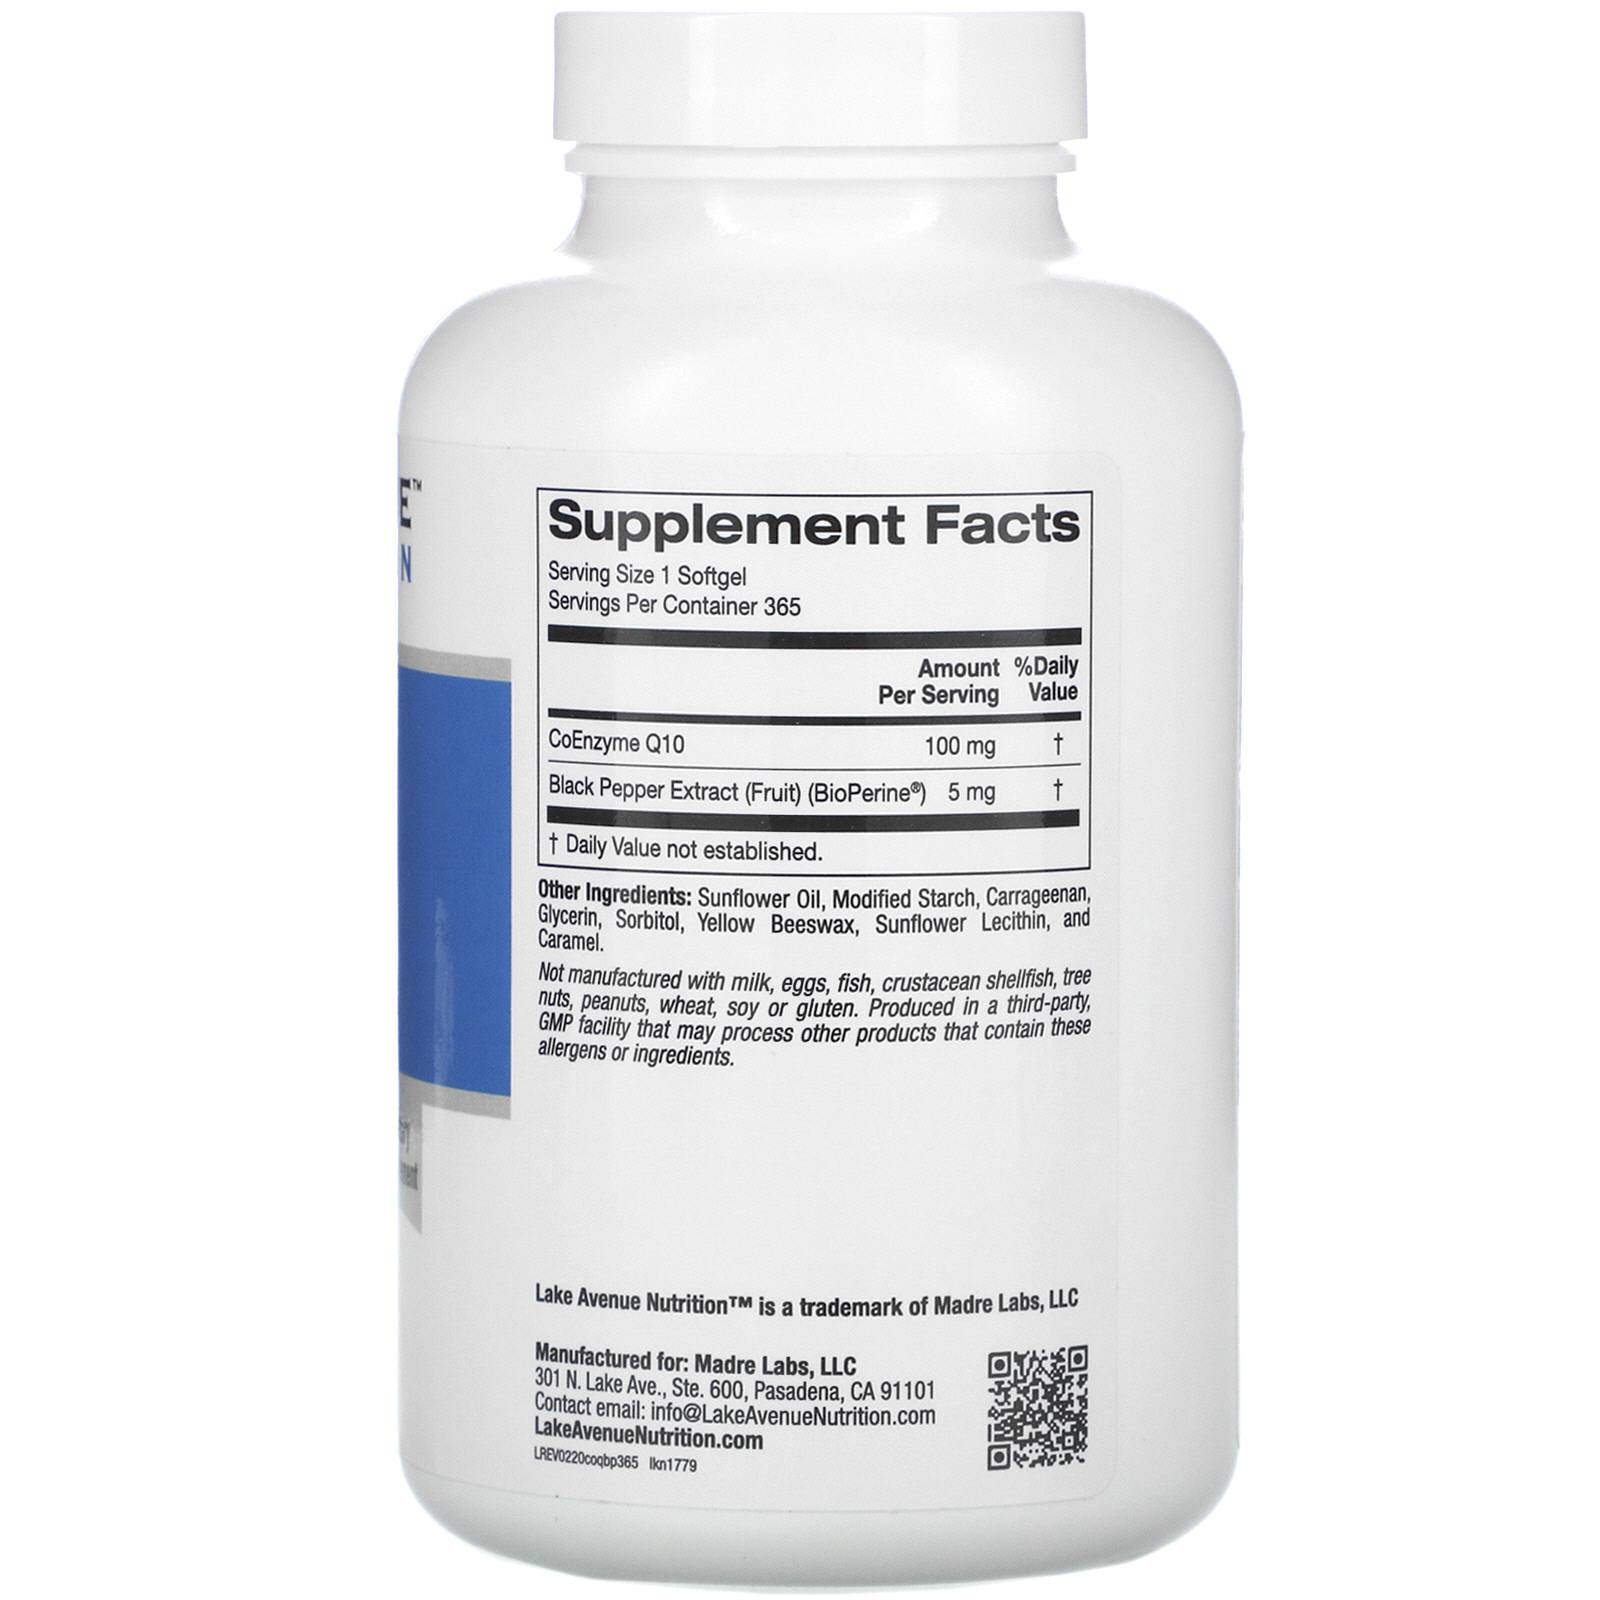 E™
N
Supplement Facts
Serving Size 1 Softgel
Servings Per Container 365
Amount %Daily
Per Serving Value
CoEnzyme Q10 100 mg †
Black Pepper Extract (Fruit) (BioPerine®) 5 mg †
† Daily Value not established.
Other Ingredients: Sunflower Oil, Modified Starch, Carrageenan,
Glycerin, Sorbitol, Yellow Beeswax, Sunflower Lecithin, and
Caramel.
Not manufactured with milk, eggs, fish, crustacean shellfish, tree
nuts, peanuts, wheat, soy or gluten. Produced in a third-party,
GMP facility that may process other products that contain these
allergens or ingredients.
Lake Avenue Nutrition™ is a trademark of Madre Labs, LLC
Manufactured for: Madre Labs, LLC
301 N. Lake Ave., Ste. 600, Pasadena, CA 91101
Contact email: info@LakeAvenueNutrition.com
LakeAvenueNutrition.com
LREV0220coqbp365 lkn1779